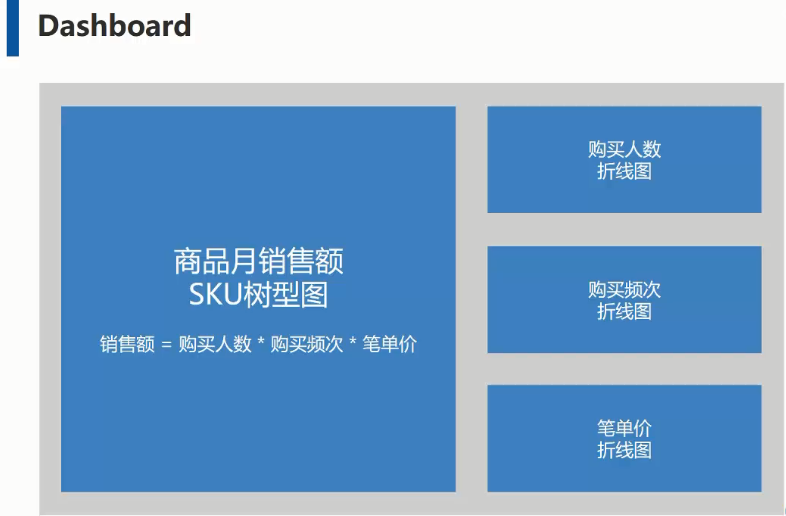 Dashboard
商品月销售额
SKU树型图
销售额 = 购买人数 * 购买频次 * 笔单价
购买人数
折线图
购买频次
折线图
笔单价
折线图